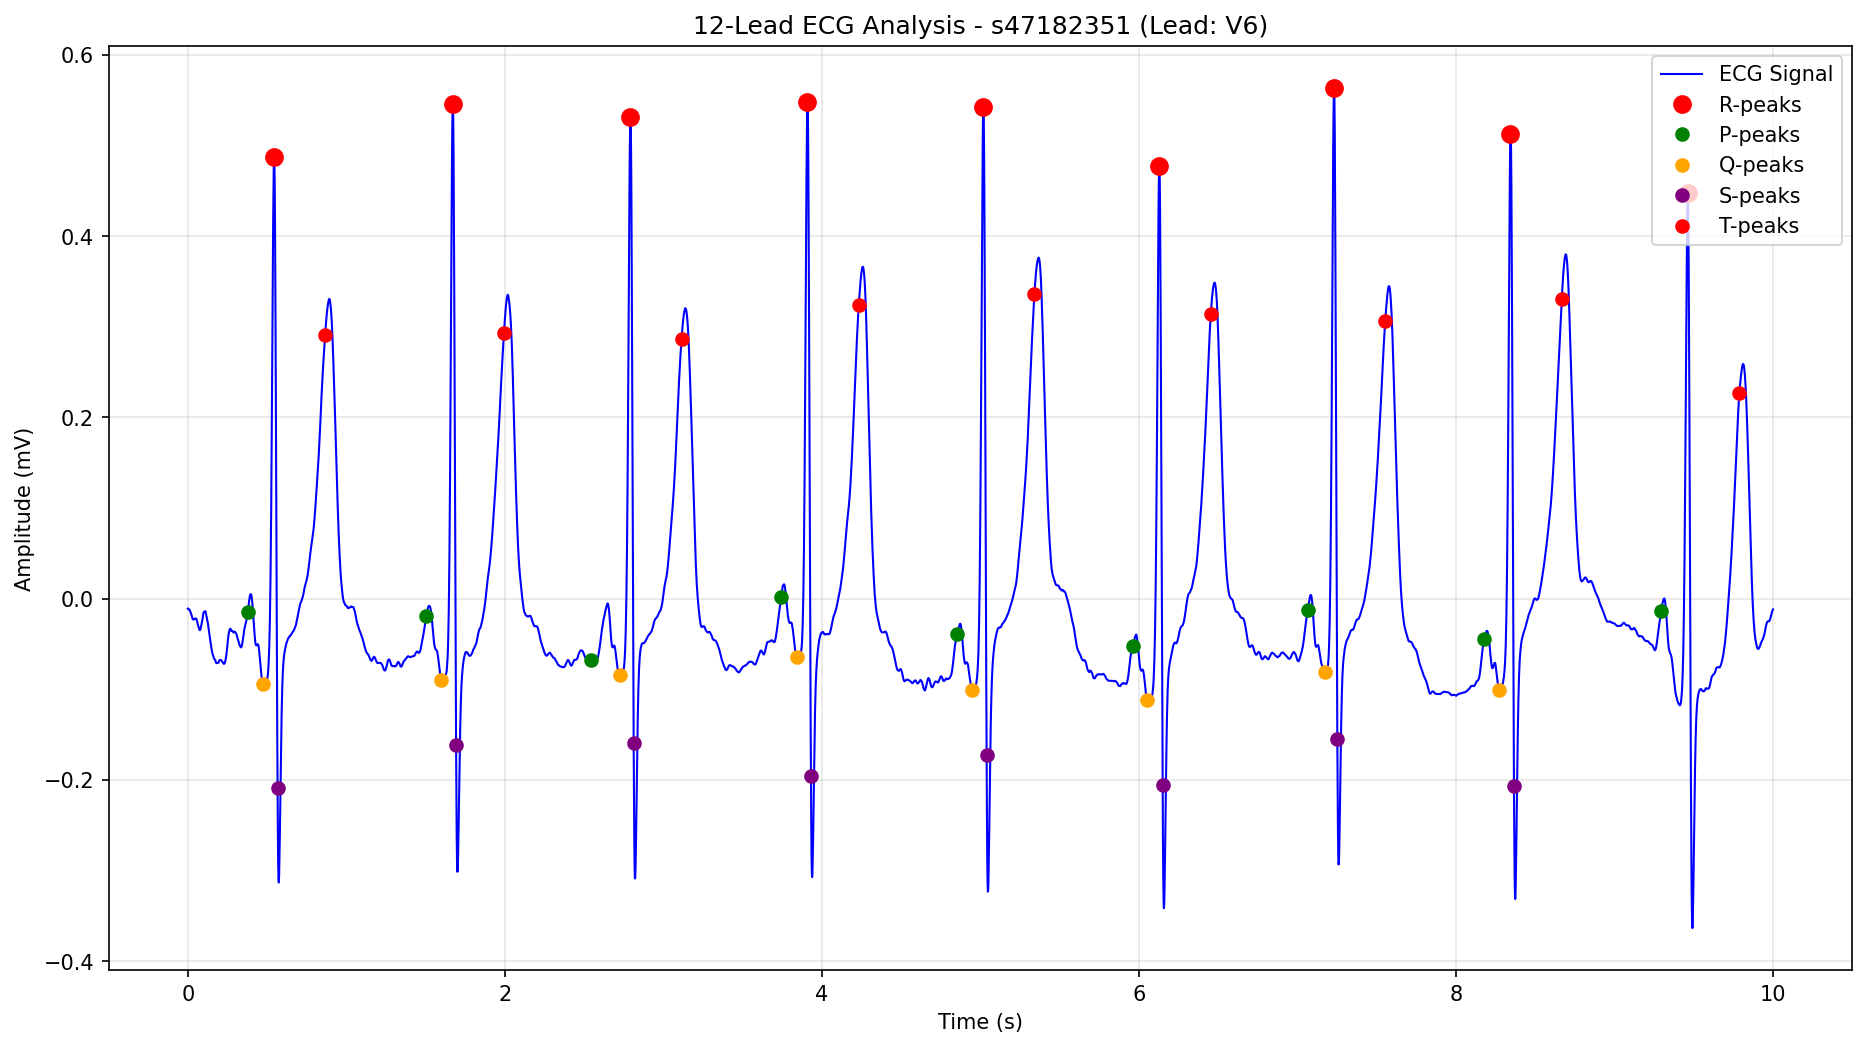 12-Lead ECG Analysis - s47182351 (Lead: V6)
ECG Signal
R-peaks
P-peaks
Q-peaks
S-peaks
T-peaks
Amplitude (mV)
0.6
0.4
0.2
0.0
−0.2
−0.4
0 2 4 6 8 10
Time (s)